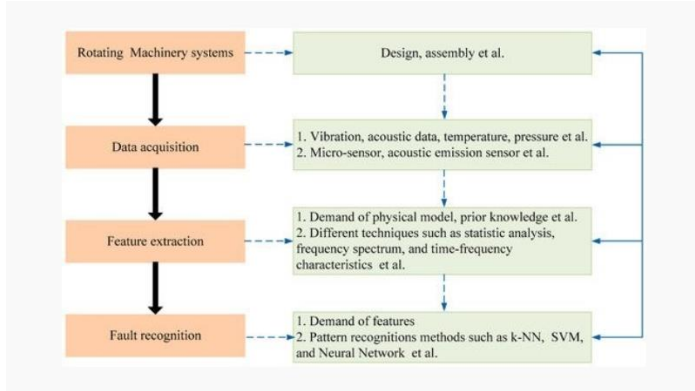 Rotating Machinery systems
Design, assembly et al.
Data acquisition
1. Vibration, acoustic data, temperature, pressure et al.
2. Micro-sensor, acoustic emission sensor et al.
Feature extraction
1. Demand of physical model, prior knowledge et al.
2. Different techniques such as statistic analysis,
frequency spectrum, and time-frequency
characteristics et al.
Fault recognition
1. Demand of features
2. Pattern recognitions methods such as k-NN, SVM,
and Neural Network et al.